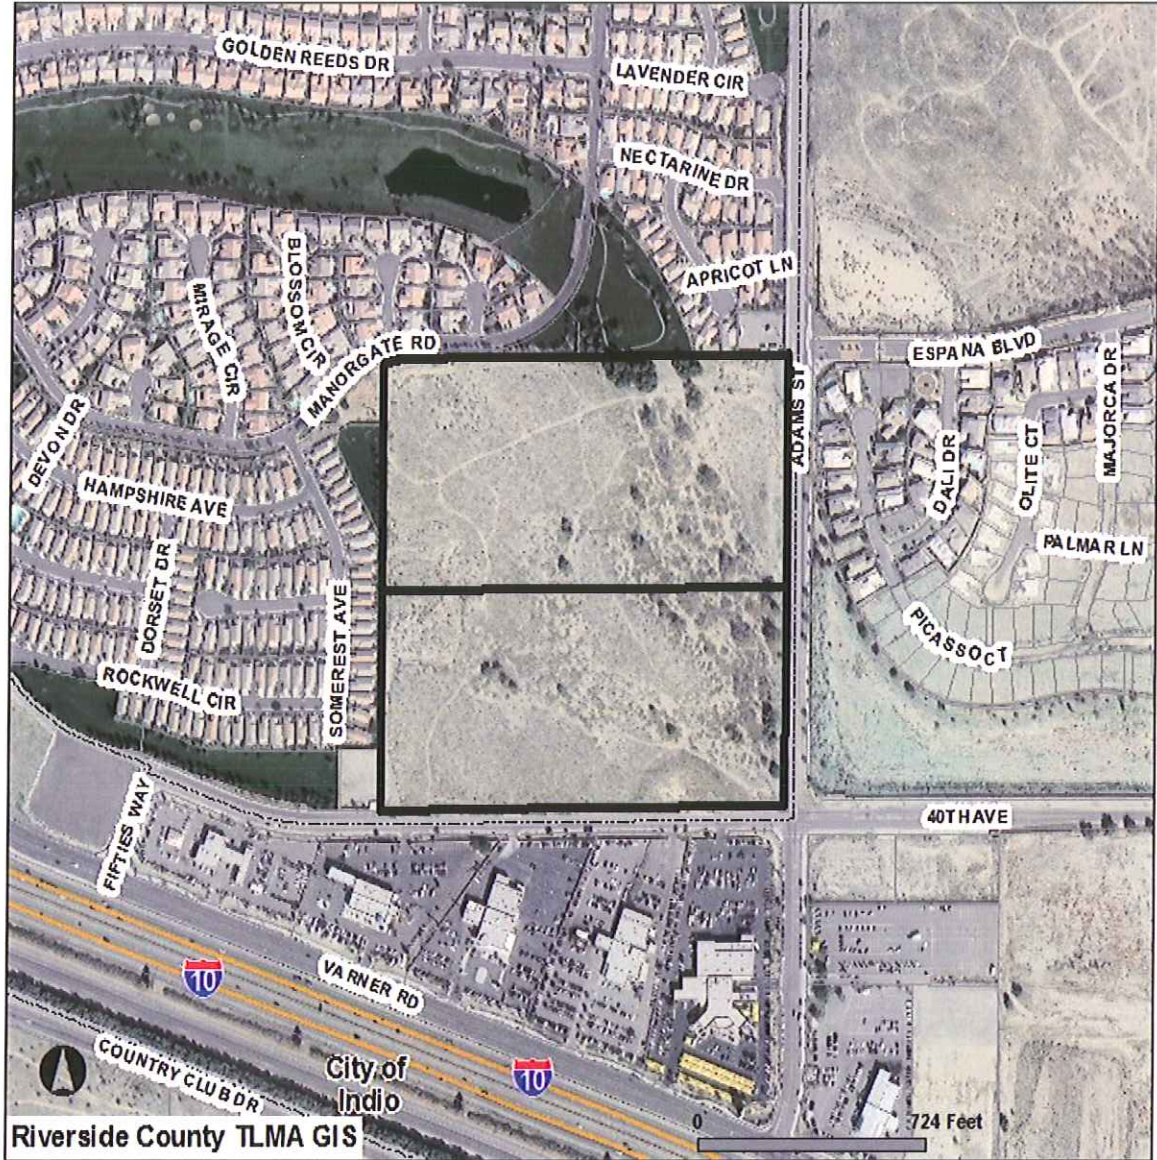 GOLDEN REEDS DR
LAVENDER CIR
NECTARINE DR
APRICOT LN
BLOSSOM CIR
MIRAGE CIR
MANORGATE RD
ESPANA BLVD
ADAMS ST
MAJORCA DR
DALI DR
OLITE CT
DEVON DR
HAMPSHIRE AVE
PALMAR LN
DORSET DR
SOMEREST AVE
PICASSO CT
ROCKWELL CIR
FIFTIES WAY
40TH AVE
10
VARNER RD
10
COUNTRY CLUB DR
City of
Indio
0
724 Feet
Riverside County TLMA GIS